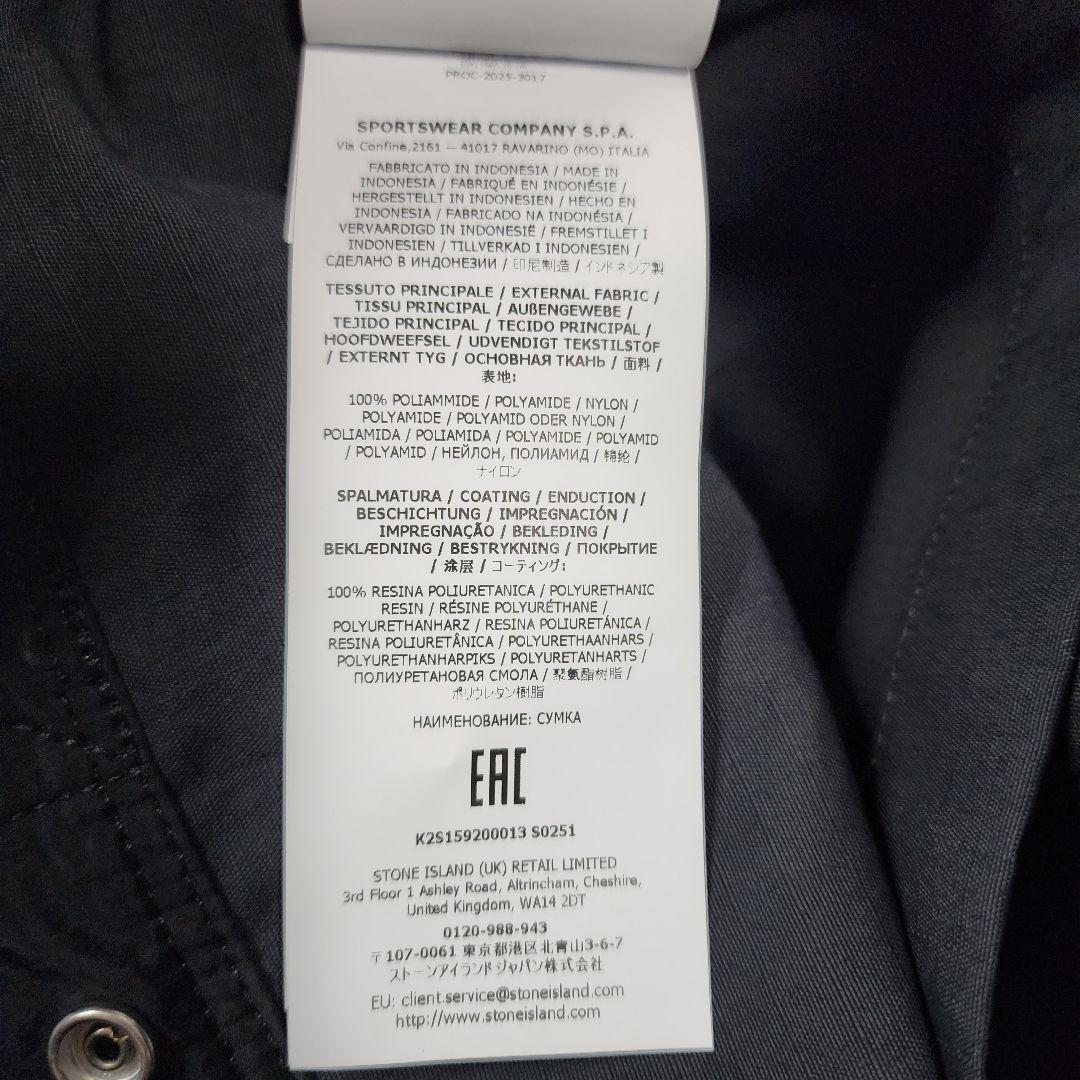 PROC-2025-3017
SPORTSWEAR COMPANY S.P.A.
Via Confine,2161 — 41017 RAVARINO (MO) ITALIA
FABBRICATO IN INDONESIA / MADE IN
INDONESIA / FABRIQUÉ EN INDONÉSIE /
HERGESTELLT IN INDONESIEN / HECHO EN
INDONESIA / FABRICADO NA INDONÉSIA /
VERVAARDIGD IN INDONESIË / FREMSTILLET I
INDONESIEN / TILLVERKAD I INDONESIEN /
СДЕЛАНО В ИНДОНЕЗИИ / 印尼制造 / インドネシア製
TESSUTO PRINCIPALE / EXTERNAL FABRIC /
TISSU PRINCIPAL / AUßENGEWEBE /
TEJIDO PRINCIPAL / TECIDO PRINCIPAL /
HOOFDWEEFSEL / UDVENDIGT TEKSTILSTOF
/ EXTERNT TYG / ОСНОВНАЯ ТКАНЬ / 面料 /
表地:
100% POLIAMMIDE / POLYAMIDE / NYLON /
POLYAMIDE / POLYAMID ODER NYLON /
POLIAMIDA / POLIAMIDA / POLYAMIDE / POLYAMID
/ POLYAMID / НЕЙЛОН, ПОЛИАМИД / 锦纶 /
ナイロン
SPALMATURA / COATING / ENDUCTION /
BESCHICHTUNG / IMPREGNACIÓN /
IMPREGNAÇÃO / BEKLEDING /
BEKLÆDNING / BESTRYKNING / ПОКРЫТИЕ
/ 涂层 / コーティング:
100% RESINA POLIURETANICA / POLYURETHANIC
RESIN / RÉSINE POLYURÉTHANE /
POLYURETHANHARZ / RESINA POLIURETÁNICA /
RESINA POLIURETÂNICA / POLYURETHAANHARS /
POLYURETHANHARPIKS / POLYURETANHARTS /
ПОЛИУРЕТАНОВАЯ СМОЛА / 聚氨酯树脂 /
ポリウレタン樹脂
НАИМЕНОВАНИЕ: СУМКА
EAC
K2S159200013 S0251
STONE ISLAND (UK) RETAIL LIMITED
3rd Floor 1 Ashley Road, Altrincham, Cheshire,
United Kingdom, WA14 2DT
0120-988-943
〒107-0061 東京都港区北青山3-6-7
ストーンアイランドジャパン株式会社
EU: client.service@stoneisland.com
http://www.stoneisland.com